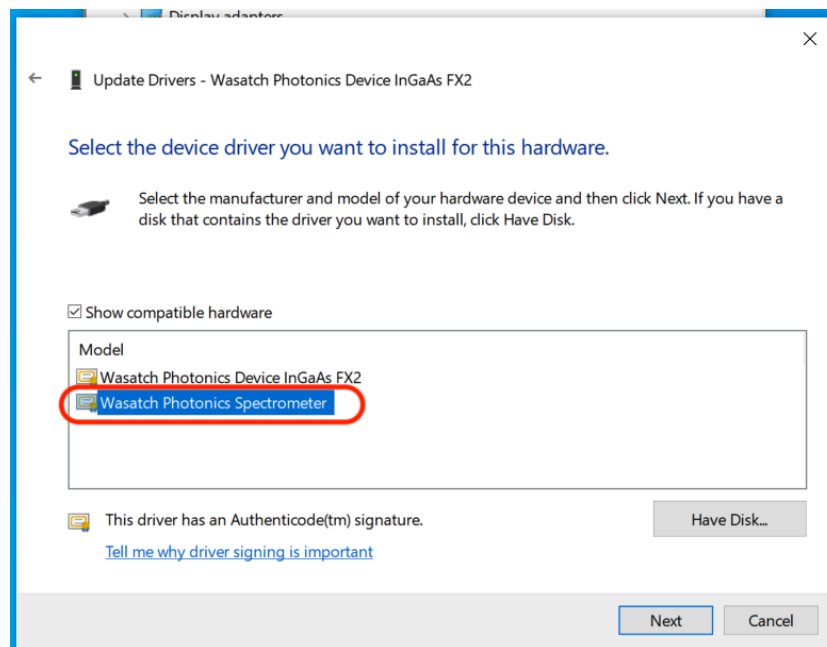 Display adapters
Update Drivers - Wasatch Photonics Device InGaAs FX2
Select the device driver you want to install for this hardware.
Select the manufacturer and model of your hardware device and then click Next. If you have a
disk that contains the driver you want to install, click Have Disk.
Show compatible hardware
Model
Wasatch Photonics Device InGaAs FX2
Wasatch Photonics Spectrometer
This driver has an Authenticode(tm) signature.
Have Disk...
Tell me why driver signing is important
Next
Cancel